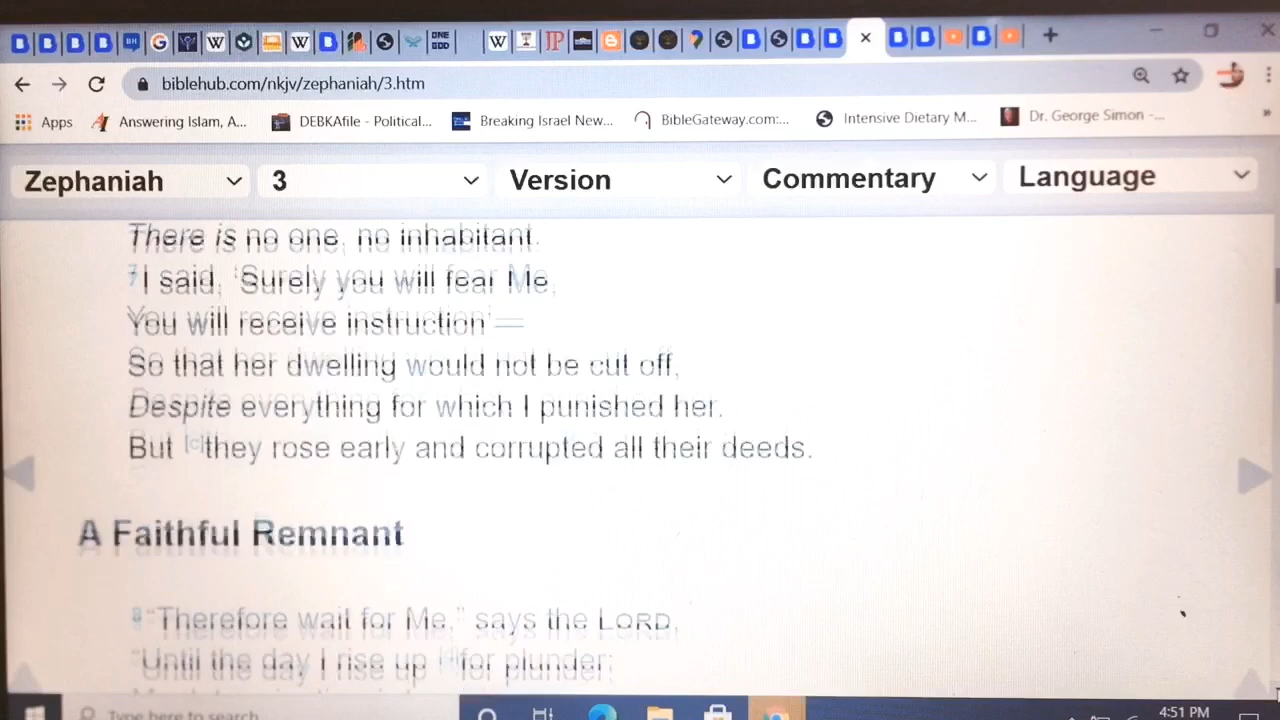 ONE
GOD
biblehub.com/nkjv/zephaniah/3.htm
Apps
Answering Islam, A...
DEBKAfile - Political...
Breaking Israel New...
BibleGateway.com:...
Intensive Dietary M...
Dr. George Simon -...
Zephaniah
3
Version
Commentary
Language
There is no one, no inhabitant.
7 I said, ‘Surely you will fear Me,
You will receive instruction’—
So that her dwelling would not be cut off,
Despite everything for which I punished her.
But [c]they rose early and corrupted all their deeds.
A Faithful Remnant
8 “Therefore wait for Me,” says the LORD,
“Until the day I rise up [d]for plunder;
Type here to search
4:51 PM